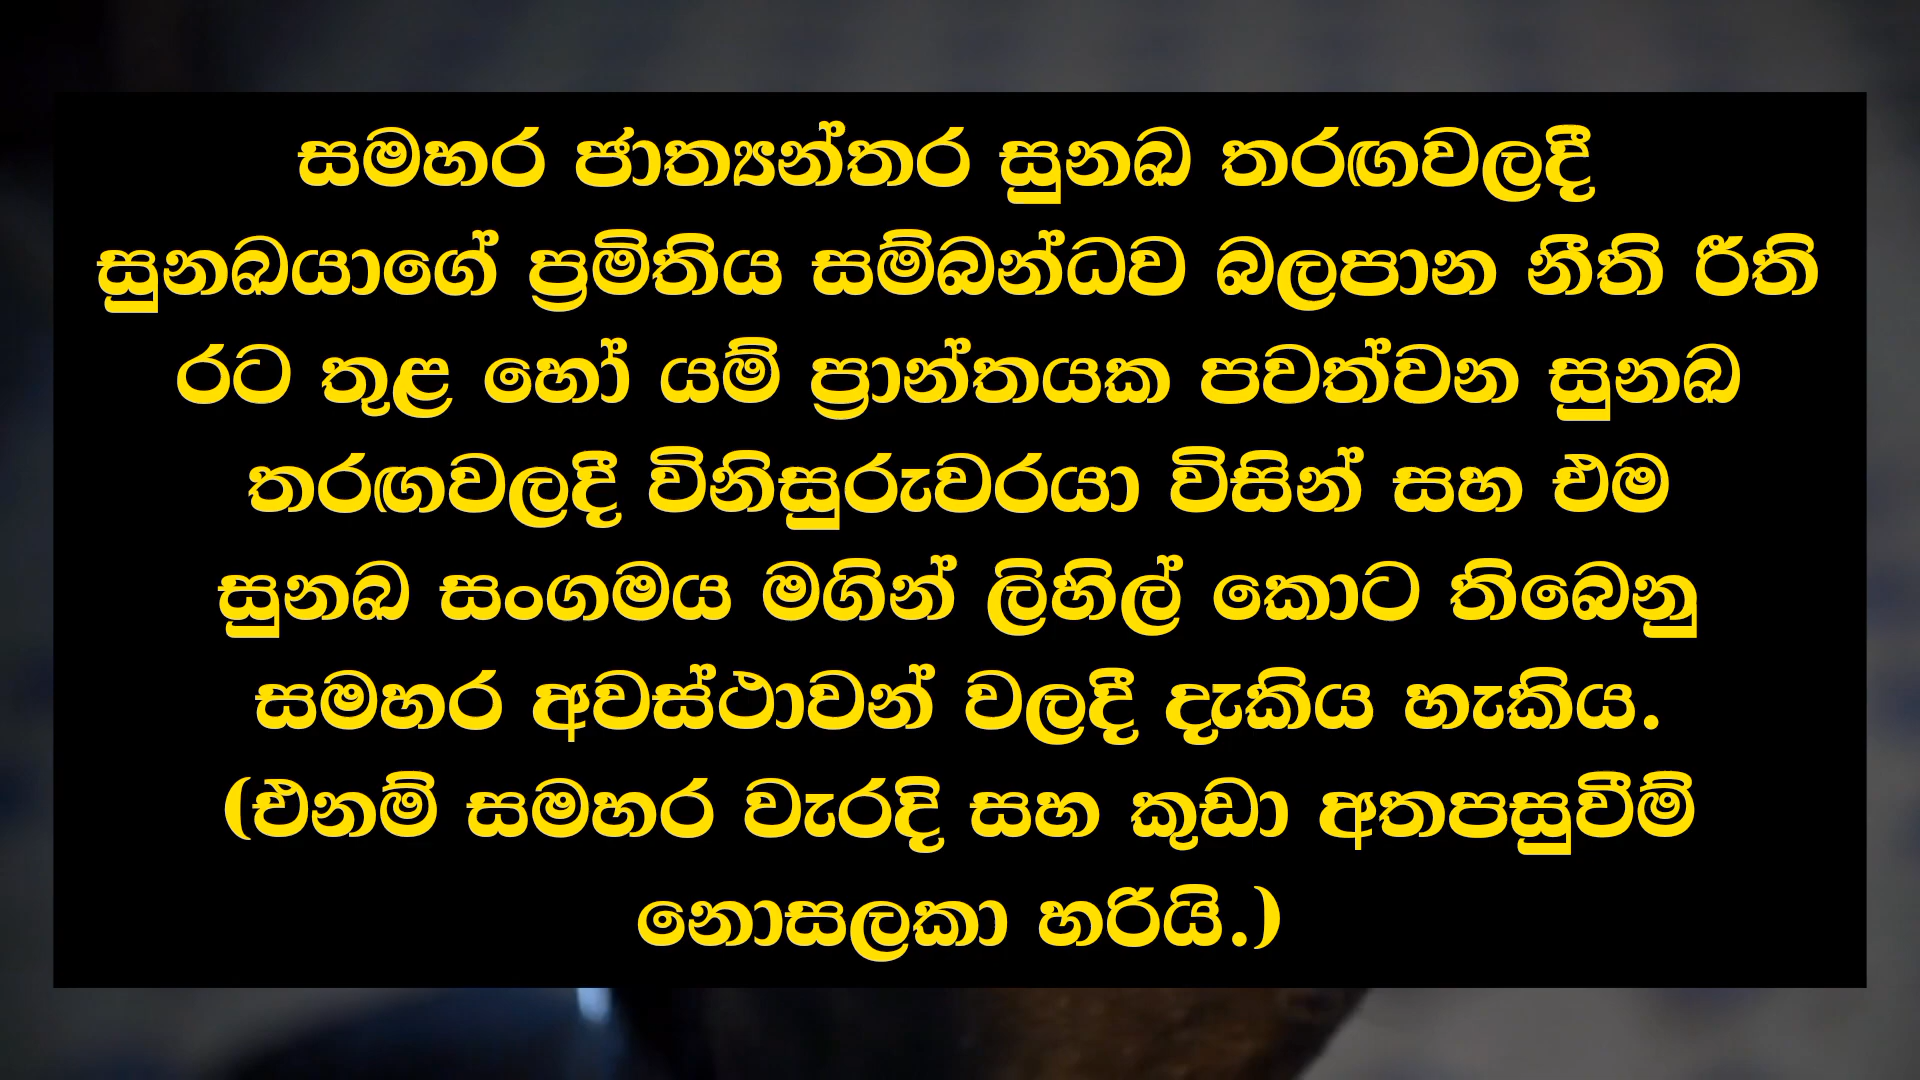 සමහර ජාත්‍යන්තර සුනඛ තරඟවලදී
සුනඛයාගේ ප්‍රමිතිය සම්බන්ධව බලපාන නීති රීති
රට තුළ හෝ යම් ප්‍රාන්තයක පවත්වන සුනඛ
තරඟවලදී විනිසුරුවරයා විසින් සහ එම
සුනඛ සංගමය මගින් ලිහිල් කොට තිබෙනු
සමහර අවස්ථාවන් වලදී දැකිය හැකිය.
(එනම් සමහර වැරදි සහ කුඩා අතපසුවීම්
නොසලකා හරියි.)